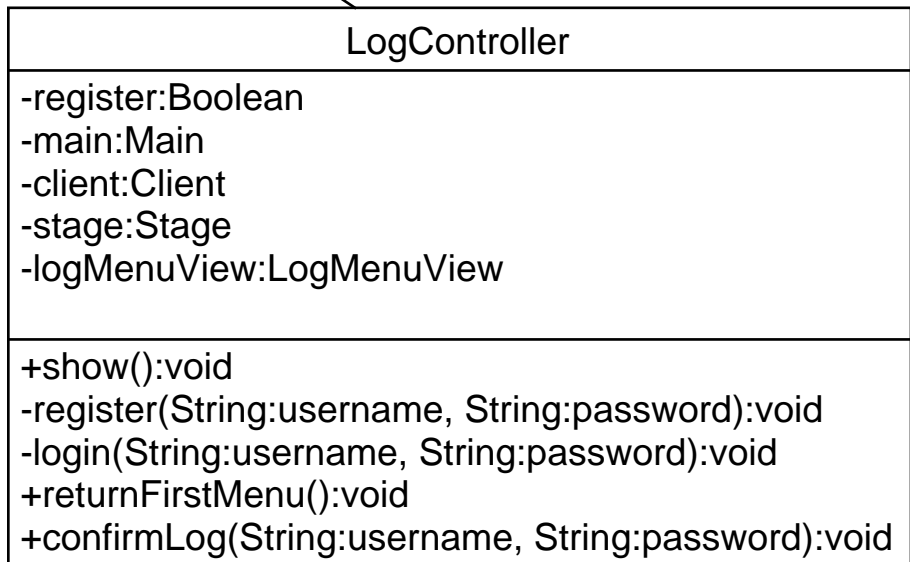 LogController
-register:Boolean
-main:Main
-client:Client
-stage:Stage
-logMenuView:LogMenuView
+show():void
-register(String:username, String:password):void
-login(String:username, String:password):void
+returnFirstMenu():void
+confirmLog(String:username, String:password):void